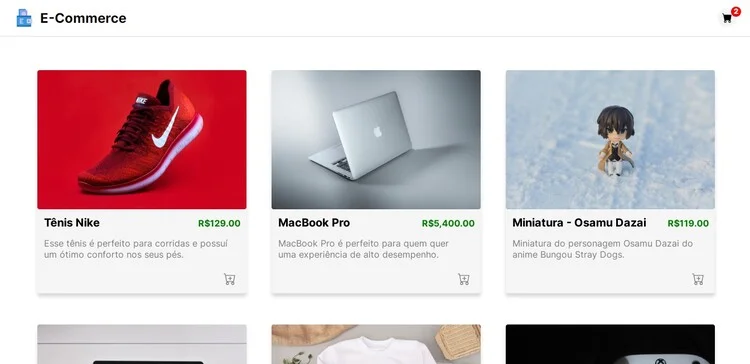 E-Commerce
2
NIKE
Tênis Nike R$129.00
Esse tênis é perfeito para corridas e possuí
um ótimo conforto nos seus pés.
MacBook Pro R$5,400.00
MacBook Pro é perfeito para quem quer
uma experiência de alto desempenho.
Miniatura - Osamu Dazai R$119.00
Miniatura do personagem Osamu Dazai do
anime Bungou Stray Dogs.